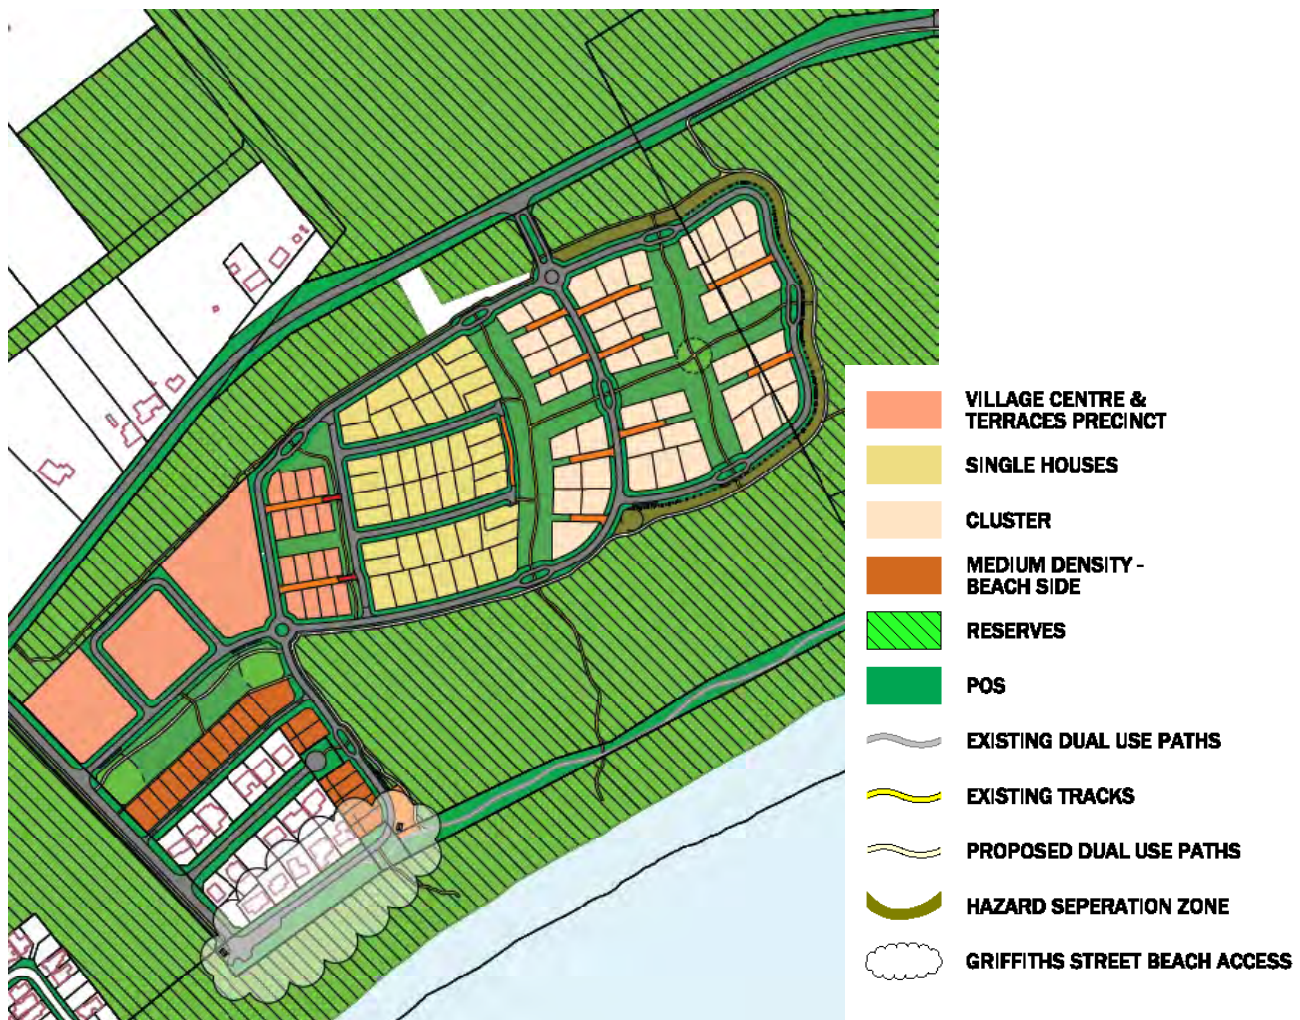 VILLAGE CENTRE &
TERRACES PRECINCT
SINGLE HOUSES
CLUSTER
MEDIUM DENSITY -
BEACH SIDE
RESERVES
POS
EXISTING DUAL USE PATHS
EXISTING TRACKS
PROPOSED DUAL USE PATHS
HAZARD SEPERATION ZONE
GRIFFITHS STREET BEACH ACCESS